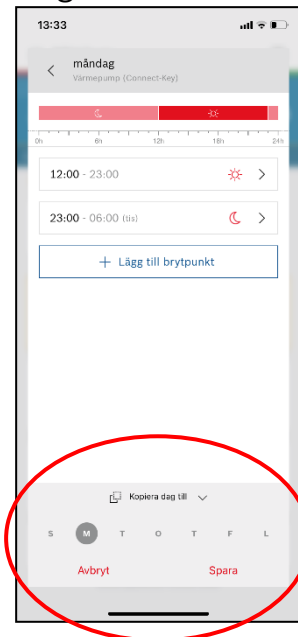 13:33
måndag
Värmepump (Connect-Key)
0h 6h 12h 18h 24h
12:00 - 23:00
23:00 - 06:00 (tis)
+ Lägg till brytpunkt
Kopiera dag till
S M T O T F L
Avbryt Spara